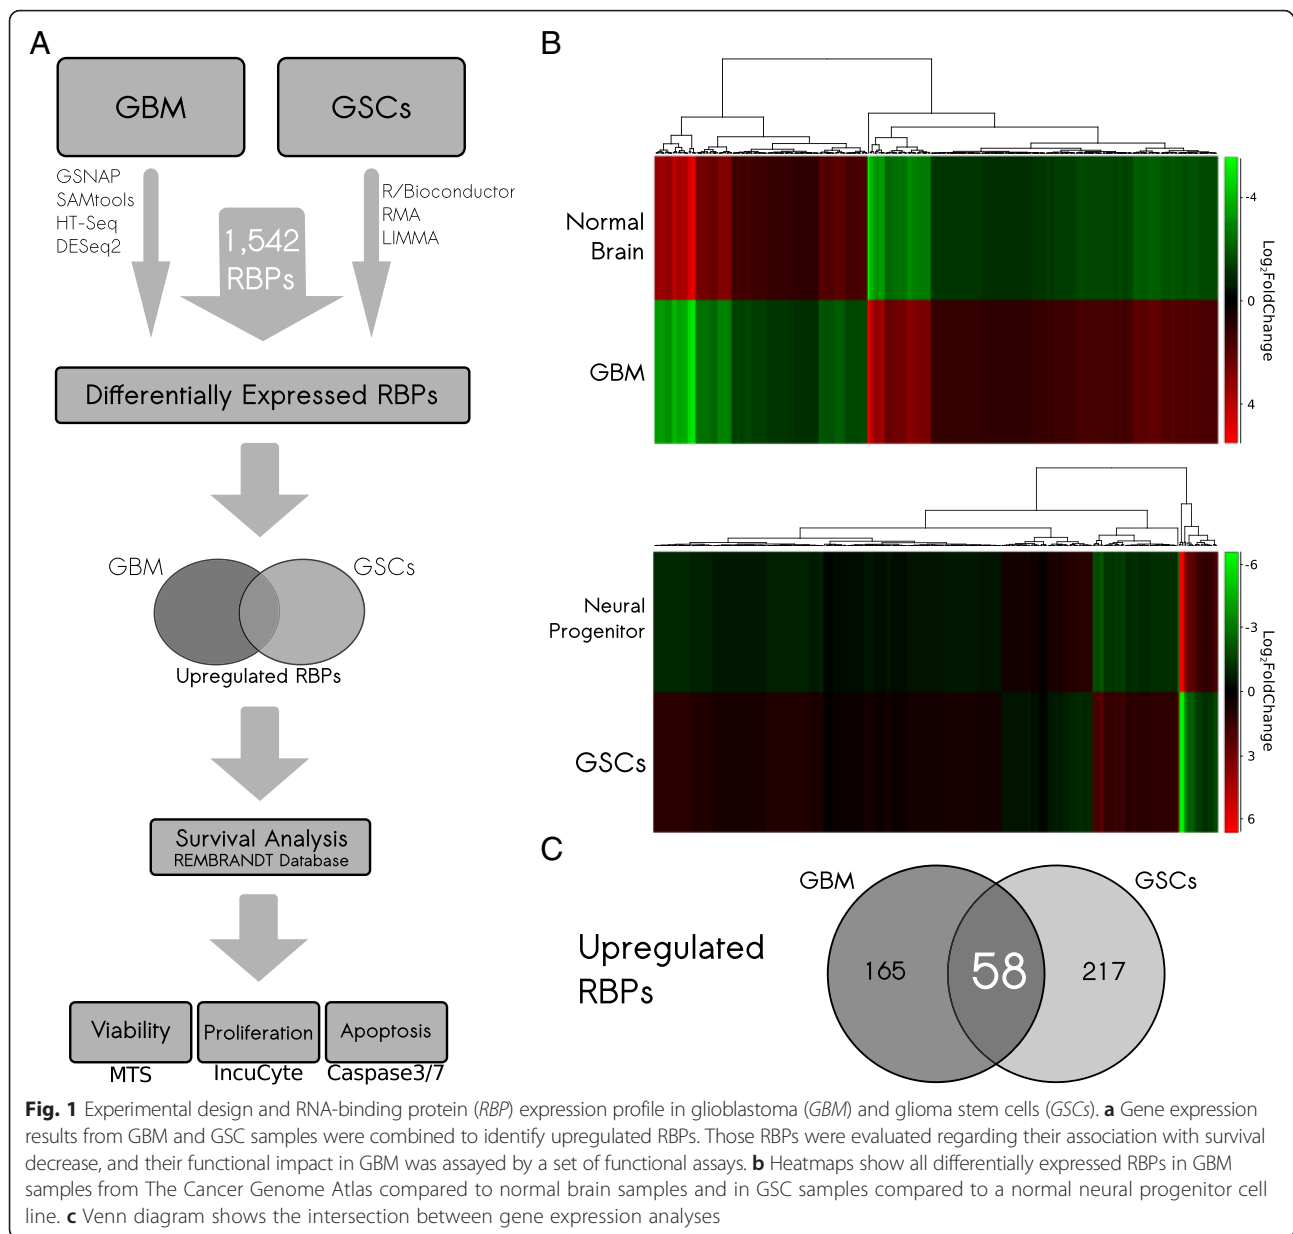 A
GBM
GSCs
GSNAP
SAMtools
HT-Seq
DESeq2
1,542
RBPs
R/Bioconductor
RMA
LIMMA
Differentially Expressed RBPs
GBM
GSCs
Upregulated RBPs
Survival Analysis
REMBRANDT Database
Viability
Proliferation
Apoptosis
MTS
IncuCyte
Caspase3/7
B
Normal
Brain
GBM
-4
0
4
Log2FoldChange
Neural
Progenitor
GSCs
-6
-3
0
3
6
Log2FoldChange
C
GBM
GSCs
Upregulated
RBPs
165
58
217
Fig. 1 Experimental design and RNA-binding protein (RBP) expression profile in glioblastoma (GBM) and glioma stem cells (GSCs). a Gene expression
results from GBM and GSC samples were combined to identify upregulated RBPs. Those RBPs were evaluated regarding their association with survival
decrease, and their functional impact in GBM was assayed by a set of functional assays. b Heatmaps show all differentially expressed RBPs in GBM
samples from The Cancer Genome Atlas compared to normal brain samples and in GSC samples compared to a normal neural progenitor cell
line. c Venn diagram shows the intersection between gene expression analyses